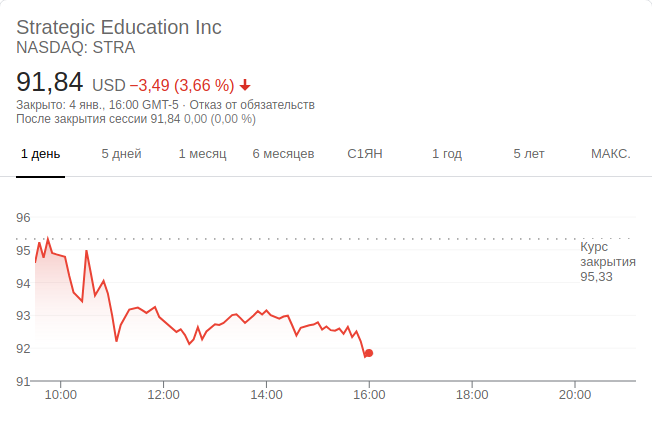 Strategic Education Inc
NASDAQ: STRA
91,84 USD −3,49 (3,66 %)
Закрыто: 4 янв., 16:00 GMT-5 · Отказ от обязательств
После закрытия сессии 91,84 0,00 (0,00 %)
1 день 5 дней 1 месяц 6 месяцев С1ЯН 1 год 5 лет МАКС.
96
95
94
93
92
91
Курс
закрытия
95,33
10:00 12:00 14:00 16:00 18:00 20:00